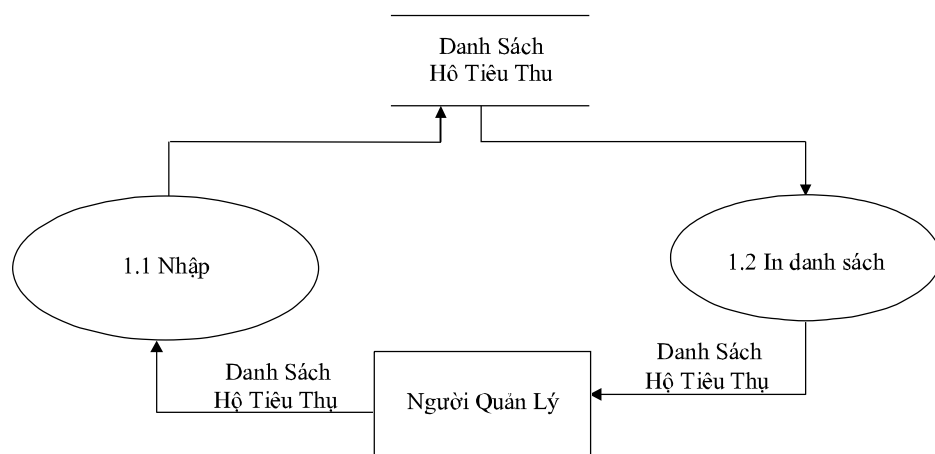 Danh Sách
Hô Tiêu Thu
1.1 Nhập
1.2 In danh sách
Danh Sách
Hộ Tiêu Thụ
Người Quản Lý
Danh Sách
Hộ Tiêu Thụ